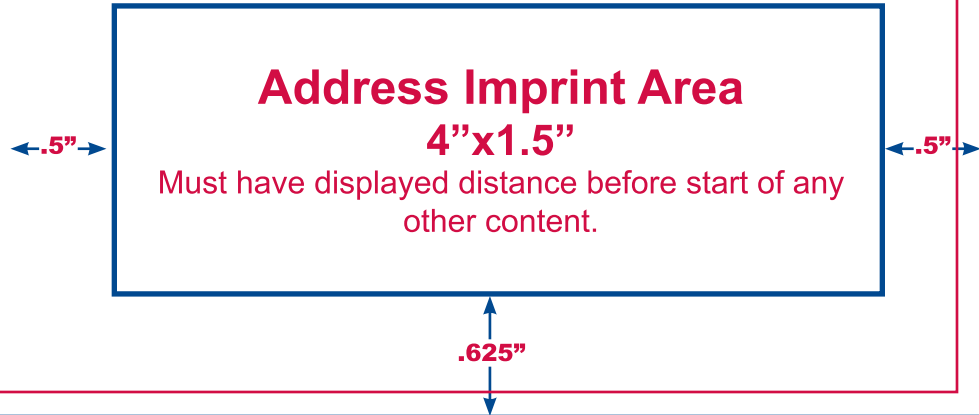 Address Imprint Area
4”x1.5”
.5” .5”
Must have displayed distance before start of any
other content.
.625”